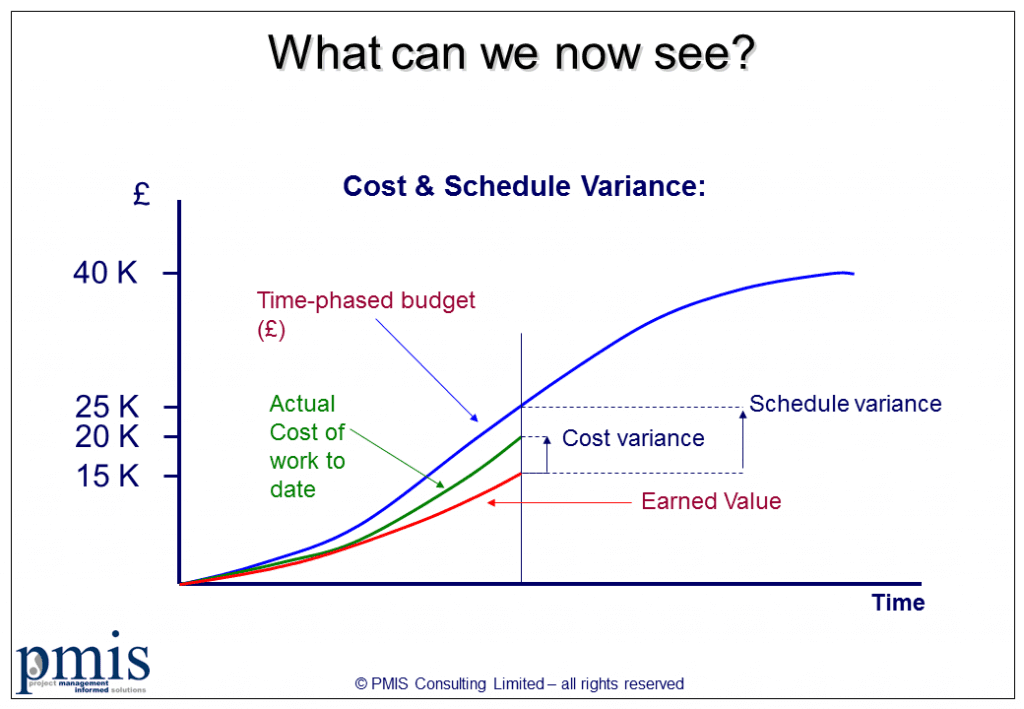 What can we now see?
Cost & Schedule Variance:
£
40 K
Time-phased budget
(£)
25 K
20 K
15 K
Actual
Cost of
work to
date
Schedule variance
Cost variance
Earned Value
Time
pmis
project management
informed solutions
© PMIS Consulting Limited – all rights reserved